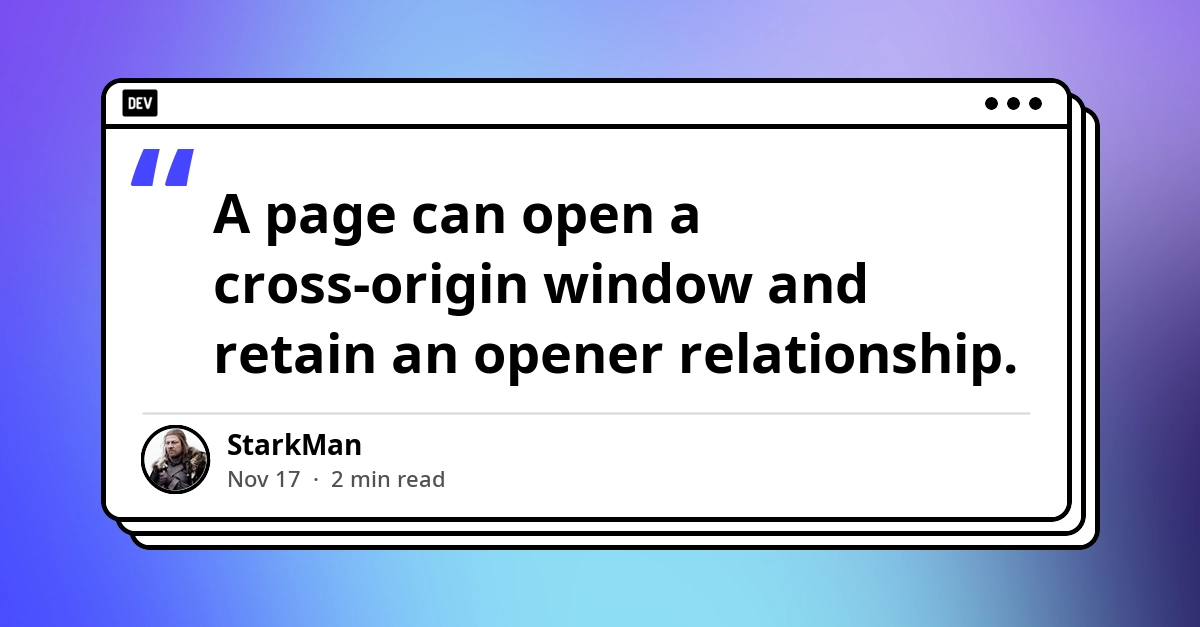 DEV
“
A page can open a
cross-origin window and
retain an opener relationship.
StarkMan
Nov 17 · 2 min read